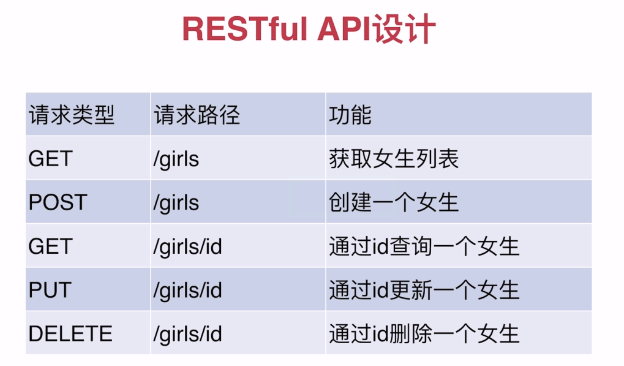 RESTful API设计
请求类型 请求路径 功能
GET /girls 获取女生列表
POST /girls 创建一个女生
GET /girls/id 通过id查询一个女生
PUT /girls/id 通过id更新一个女生
DELETE /girls/id 通过id删除一个女生